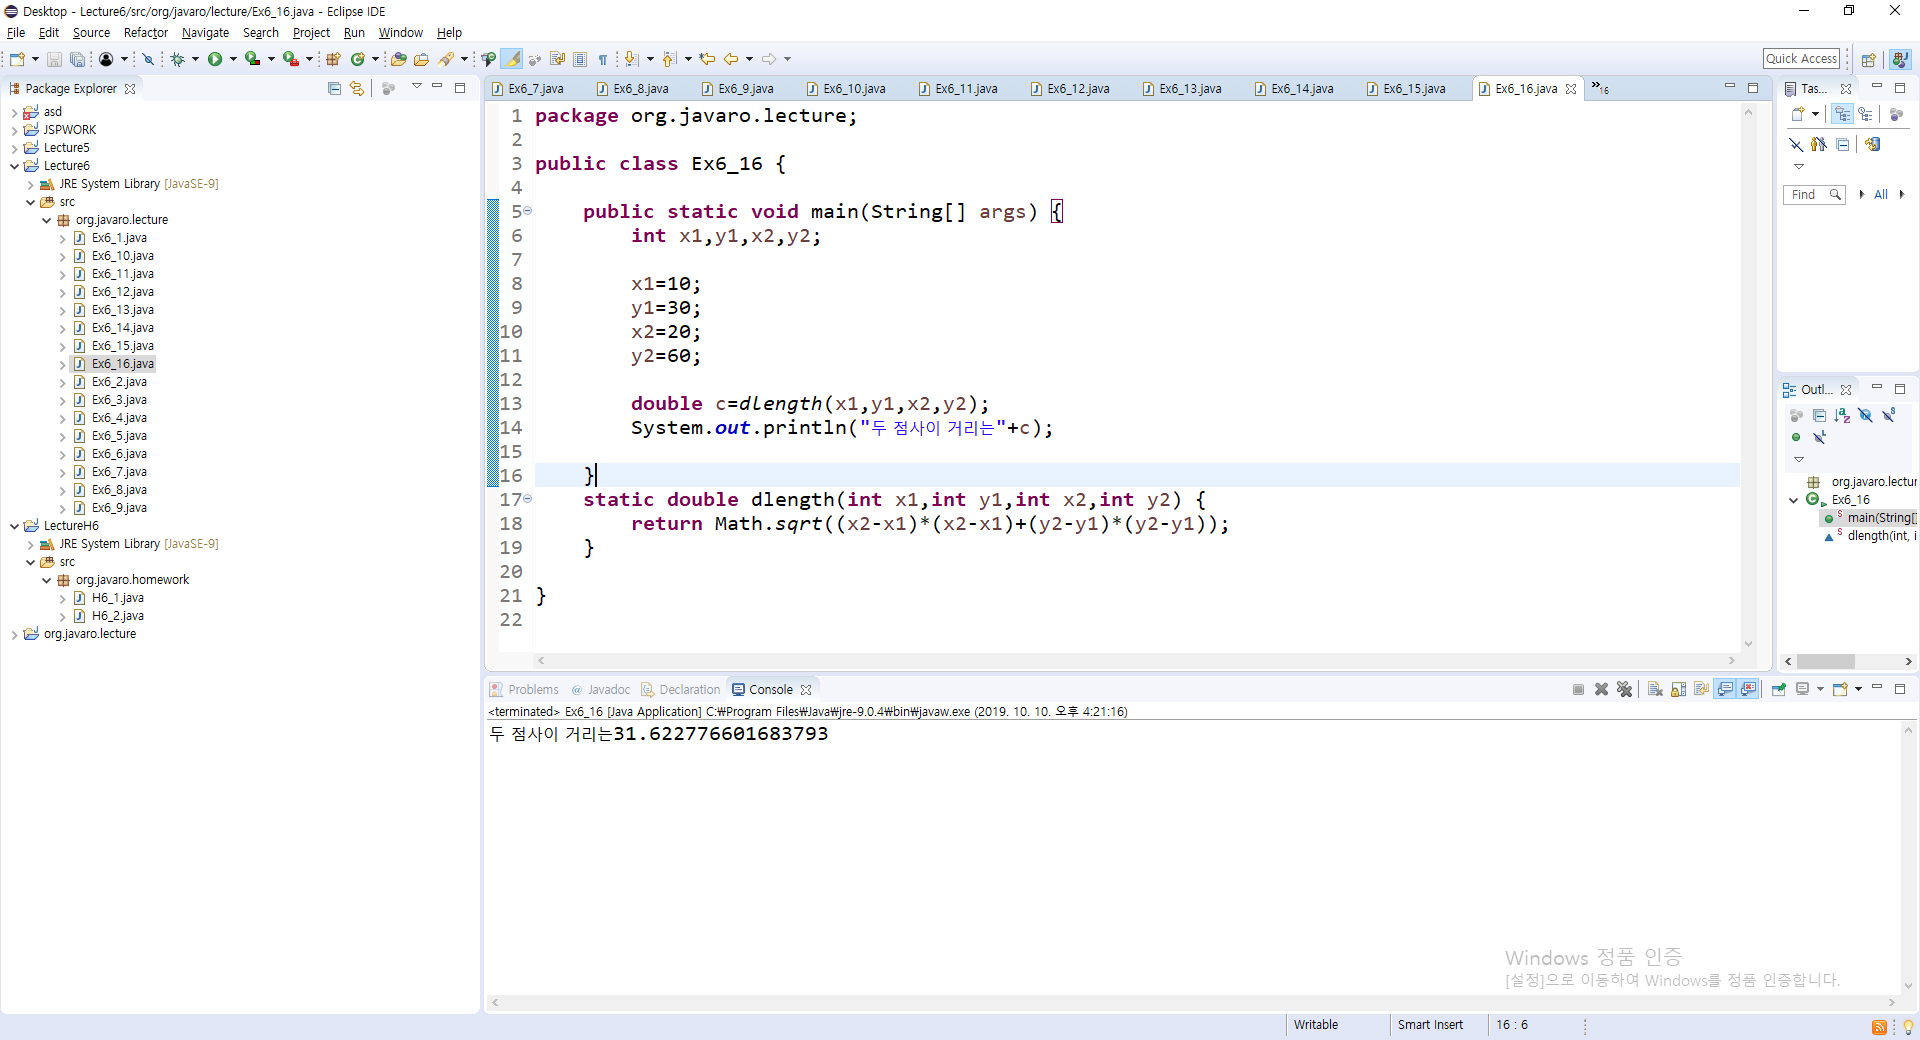 Desktop - Lecture6/src/org/javaro/lecture/Ex6_16.java - Eclipse IDE
File Edit Source Refactor Navigate Search Project Run Window Help
Quick Access
Package Explorer
asd
JSPWORK
Lecture5
Lecture6
JRE System Library [JavaSE-9]
src
org.javaro.lecture
Ex6_1.java
Ex6_10.java
Ex6_11.java
Ex6_12.java
Ex6_13.java
Ex6_14.java
Ex6_15.java
Ex6_16.java
Ex6_2.java
Ex6_3.java
Ex6_4.java
Ex6_5.java
Ex6_6.java
Ex6_7.java
Ex6_8.java
Ex6_9.java
LectureH6
JRE System Library [JavaSE-9]
src
org.javaro.homework
H6_1.java
H6_2.java
org.javaro.lecture
Ex6_7.java Ex6_8.java Ex6_9.java Ex6_10.java Ex6_11.java Ex6_12.java Ex6_13.java Ex6_14.java Ex6_15.java Ex6_16.java »16
1 package org.javaro.lecture;
2
3 public class Ex6_16 {
4
5 public static void main(String[] args) {
6 int x1,y1,x2,y2;
7
8 x1=10;
9 y1=30;
10 x2=20;
11 y2=60;
12
13 double c=dlength(x1,y1,x2,y2);
14 System.out.println("두 점사이 거리는"+c);
15
16 }
17 static double dlength(int x1,int y1,int x2,int y2) {
18 return Math.sqrt((x2-x1)*(x2-x1)+(y2-y1)*(y2-y1));
19 }
20
21 }
22
Tas...
Find All
Outl...
org.javaro.lectur
Ex6_16
main(String[]
dlength(int, i
Problems @ Javadoc Declaration Console
<terminated> Ex6_16 [Java Application] C:₩Program Files₩Java₩jre-9.0.4₩bin₩javaw.exe (2019. 10. 10. 오후 4:21:16)
두 점사이 거리는31.622776601683793
Windows 정품 인증
[설정]으로 이동하여 Windows를 정품 인증합니다.
Writable Smart Insert 16 : 6